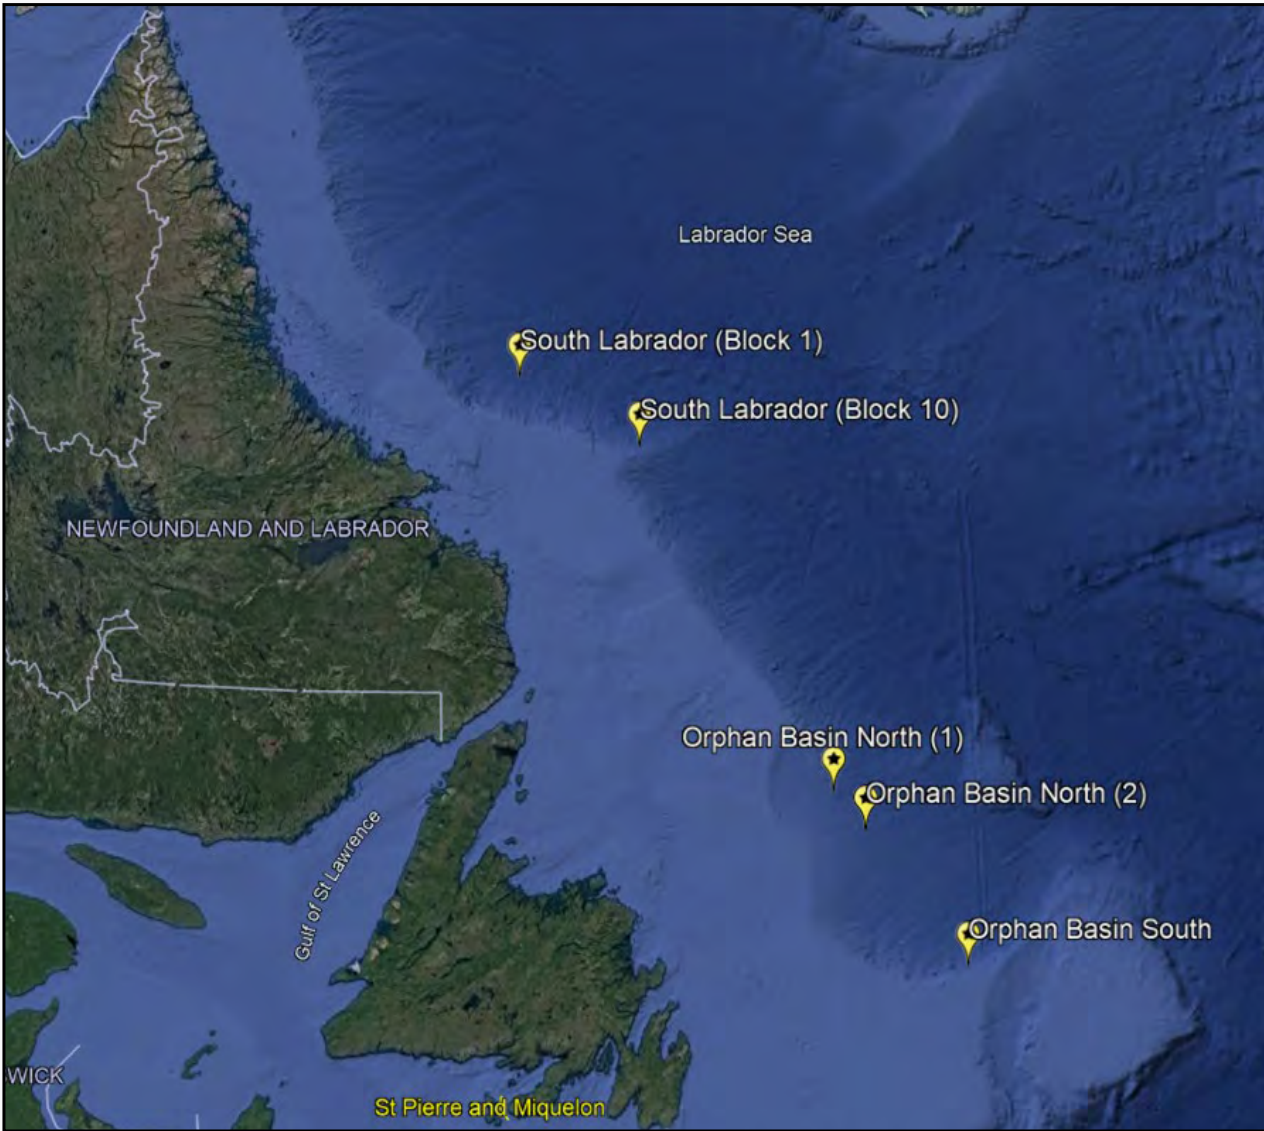 Labrador Sea
South Labrador (Block 1)
South Labrador (Block 10)
NEWFOUNDLAND AND LABRADOR
Orphan Basin North (1)
Orphan Basin North (2)
Gulf of St Lawrence
Orphan Basin South
WICK
St Pierre and Miquelon